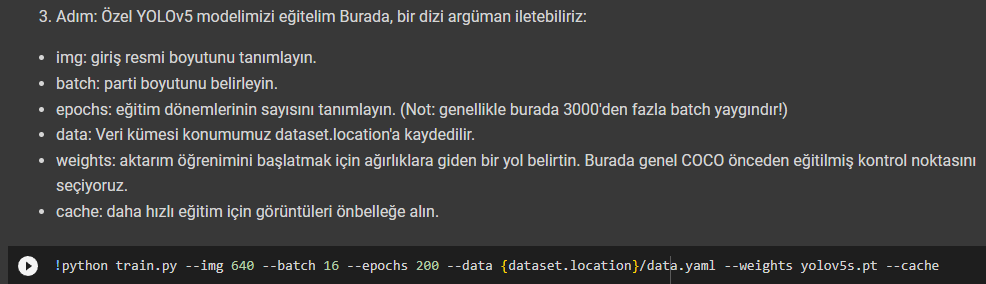 3. Adım: Özel YOLOv5 modelimizi eğitelim Burada, bir dizi argüman iletebiliriz:
• img: giriş resmi boyutunu tanımlayın.
• batch: parti boyutunu belirleyin.
• epochs: eğitim dönemlerinin sayısını tanımlayın. (Not: genellikle burada 3000'den fazla batch yaygındır!)
• data: Veri kümesi konumumuz dataset.location'a kaydedilir.
• weights: aktarım öğrenimini başlatmak için ağırlıklara giden bir yol belirtin. Burada genel COCO önceden eğitilmiş kontrol noktasını
seçiyoruz.
• cache: daha hızlı eğitim için görüntüleri önbelleğe alın.
!python train.py --img 640 --batch 16 --epochs 200 --data {dataset.location}/data.yaml --weights yolov5s.pt --cache